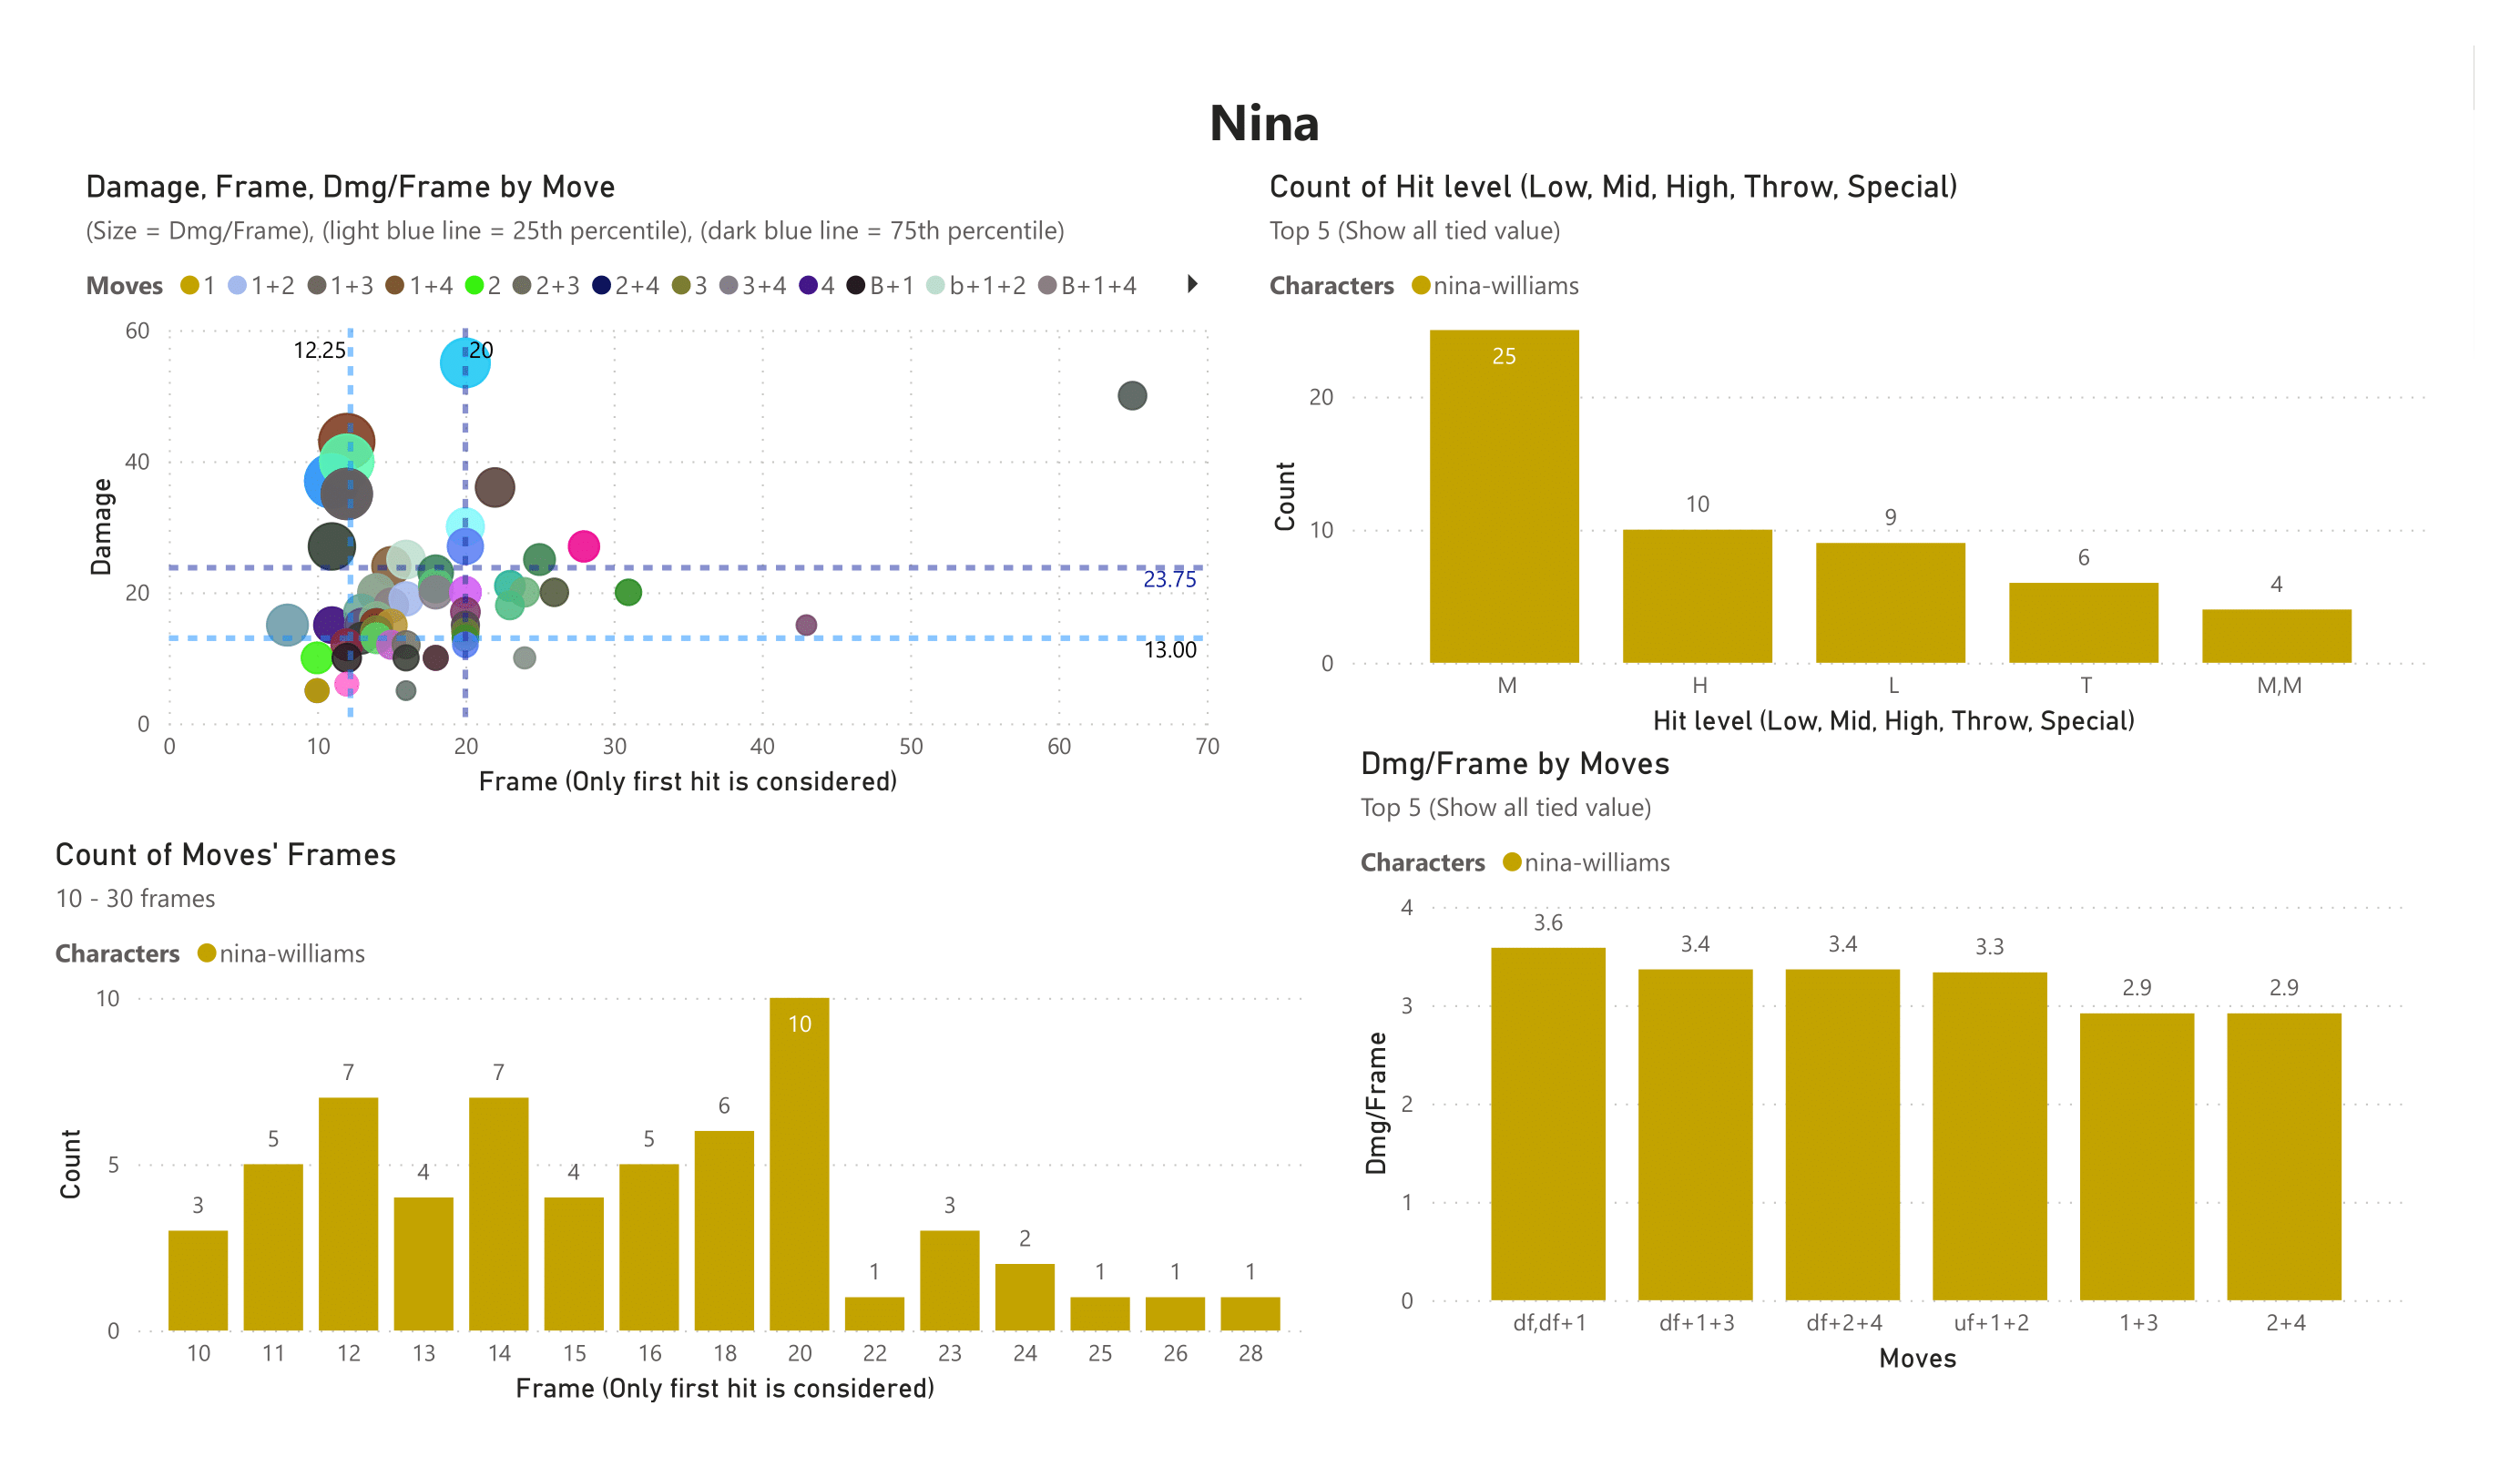 Nina
Damage, Frame, Dmg/Frame by Move
(Size = Dmg/Frame), (light blue line = 25th percentile), (dark blue line = 75th percentile)
Moves 1 1+2 1+3 1+4 2 2+3 2+4 3 3+4 4 B+1 b+1+2 B+1+4
60
40
20
0
Damage
12.25
20
23.75
13.00
0 10 20 30 40 50 60 70
Frame (Only first hit is considered)
Count of Hit level (Low, Mid, High, Throw, Special)
Top 5 (Show all tied value)
Characters nina-williams
20
10
0
Count
25
10
9
6
4
M H L T M,M
Hit level (Low, Mid, High, Throw, Special)
Count of Moves' Frames
10 - 30 frames
Characters nina-williams
10
5
0
Count
3 5 7 4 7 4 5 6 10 1 3 2 1 1 1
10 11 12 13 14 15 16 18 20 22 23 24 25 26 28
Frame (Only first hit is considered)
Dmg/Frame by Moves
Top 5 (Show all tied value)
Characters nina-williams
4
3
2
1
0
Dmg/Frame
3.6 3.4 3.4 3.3 2.9 2.9
df,df+1 df+1+3 df+2+4 uf+1+2 1+3 2+4
Moves